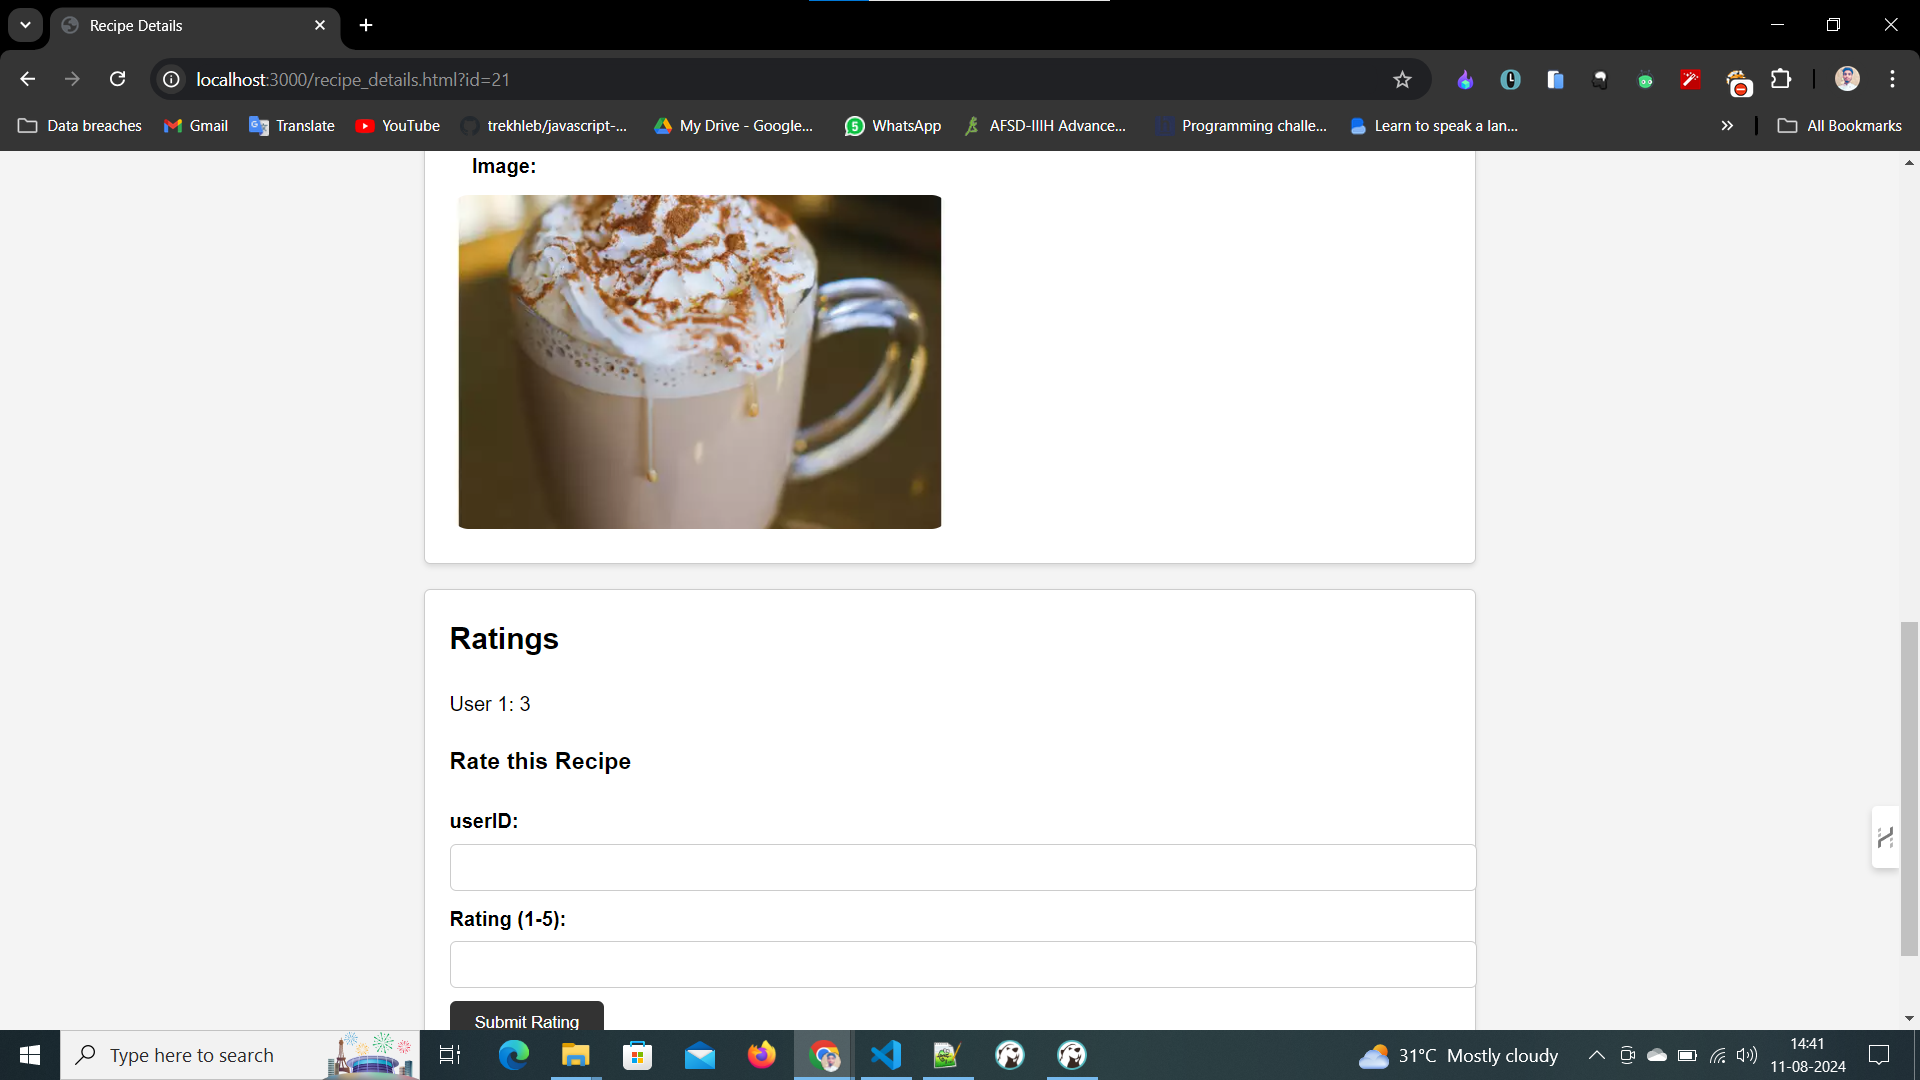 Recipe Details
localhost:3000/recipe_details.html?id=21
Data breaches
Gmail
Translate
YouTube
trekhleb/javascript-...
My Drive - Google...
5
WhatsApp
AFSD-IIIH Advance...
Programming challe...
Learn to speak a lan...
All Bookmarks
Image:
Ratings
User 1: 3
Rate this Recipe
userID:
Rating (1-5):
Submit Rating
Type here to search
31°C Mostly cloudy
14:41
11-08-2024